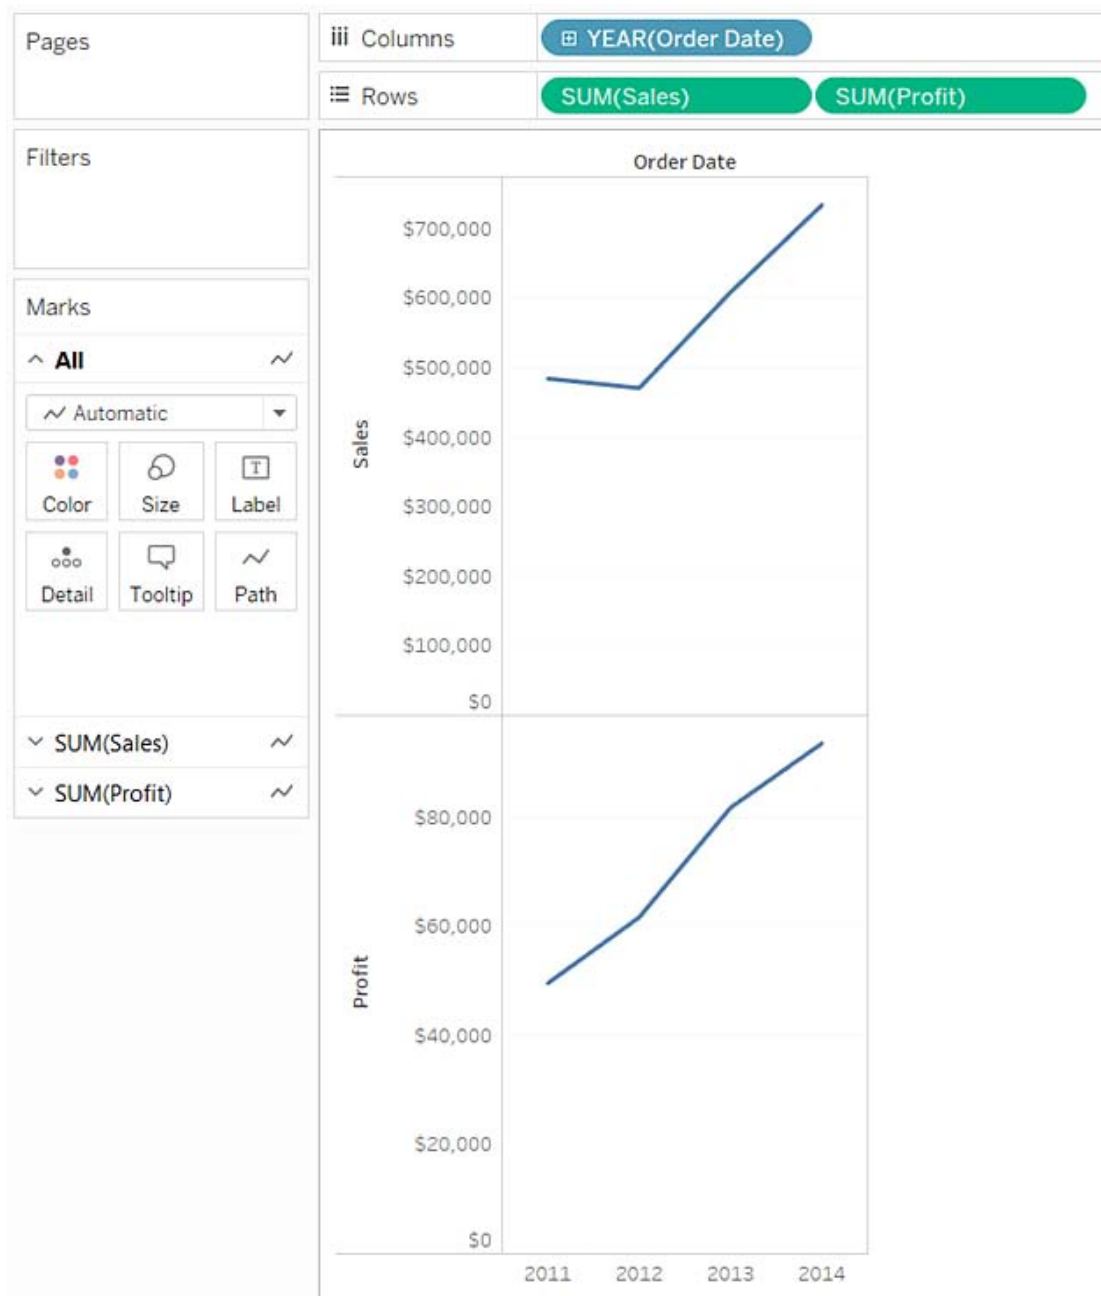 Pages
Columns
YEAR(Order Date)
Rows
SUM(Sales)
SUM(Profit)
Filters
Marks
All
Automatic
Color
Size
Label
T
Detail
Tooltip
Path
SUM(Sales)
SUM(Profit)
Order Date
Sales
$700,000
$600,000
$500,000
$400,000
$300,000
$200,000
$100,000
$0
Profit
$80,000
$60,000
$40,000
$20,000
$0
2011 2012 2013 2014